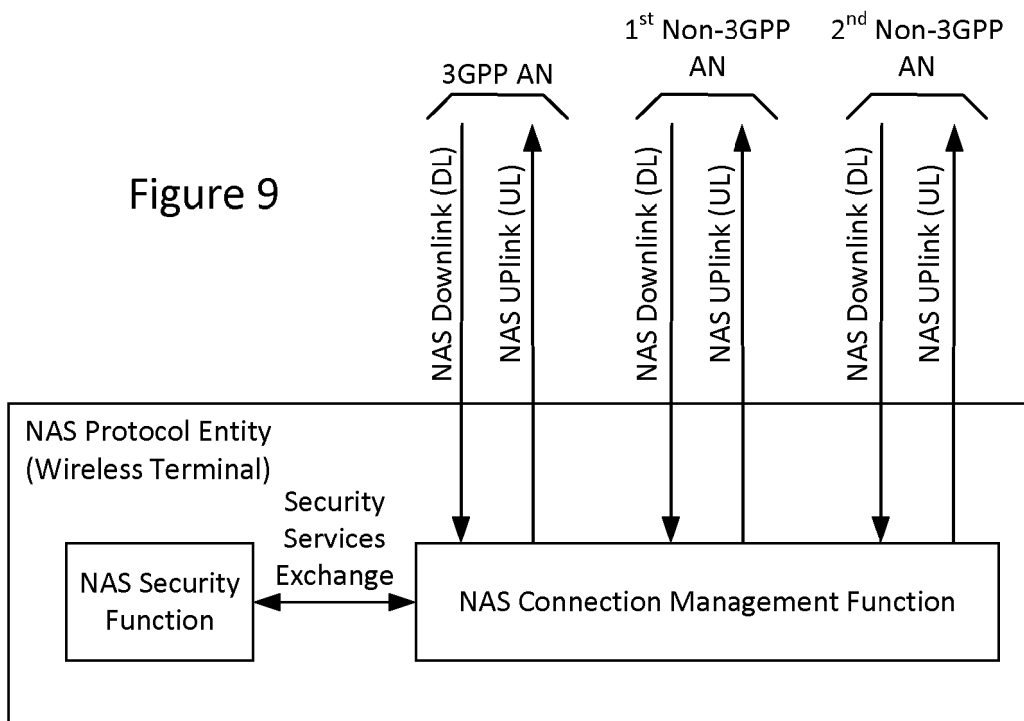 1st Non-3GPP
AN
2nd Non-3GPP
AN
3GPP AN
Figure 9
NAS Downlink (DL)
NAS UPlink (UL)
NAS Downlink (DL)
NAS UPlink (UL)
NAS Downlink (DL)
NAS UPlink (UL)
NAS Protocol Entity
(Wireless Terminal)
Security
Services
Exchange
NAS Security
Function
NAS Connection Management Function